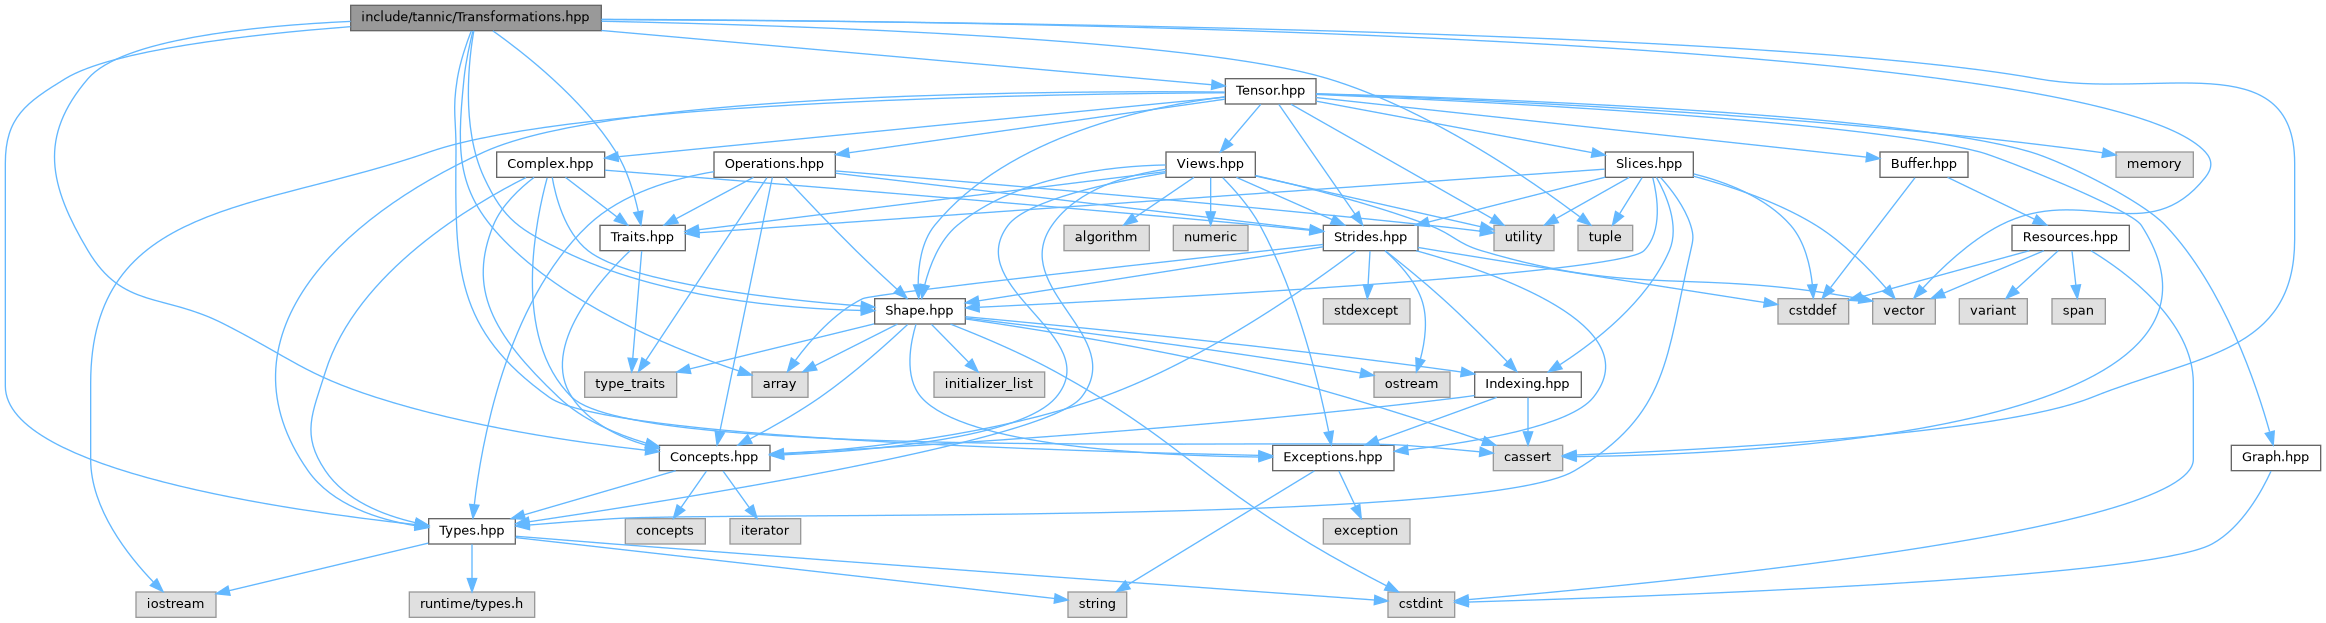 include/tannic/Transformations.hpp
Tensor.hpp
Complex.hpp
Operations.hpp
Views.hpp
Slices.hpp
Buffer.hpp
memory
Traits.hpp
algorithm
numeric
Strides.hpp
utility
tuple
Resources.hpp
Shape.hpp
stdexcept
cstddef
vector
variant
span
type_traits
array
initializer_list
ostream
Indexing.hpp
Concepts.hpp
Exceptions.hpp
cassert
Graph.hpp
Types.hpp
concepts
iterator
exception
iostream
runtime/types.h
string
cstdint